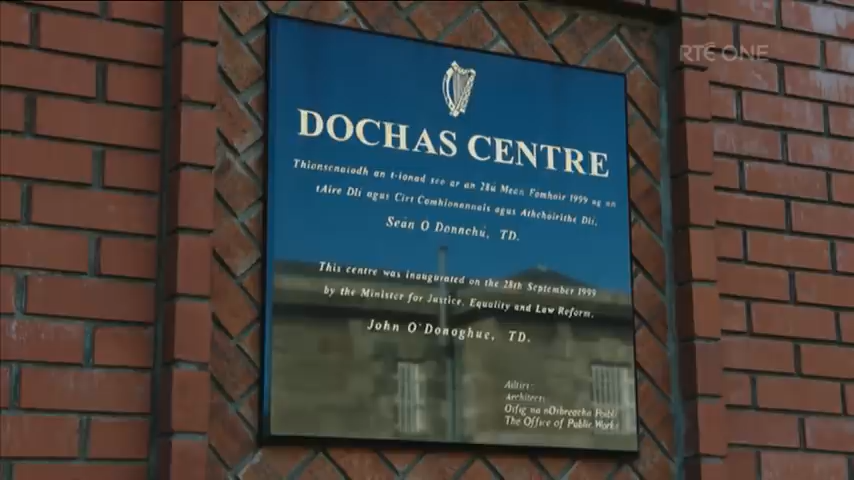 RTÉ ONE
DOCHAS CENTRE
Thionscnaíodh an t-ionad seo ar an 28ú Meán Fomhair 1999 ag an
tAire Dlí agus Cirt Comhionannais agus Athchóirithe Dlí,
Seán Ó Donnchú, TD.
This centre was inaugurated on the 28th September 1999
by the Minister for Justice, Equality and Law Reform,
John O'Donoghue, TD.
Ailtirí:
Architects:
Oifig na nOibreacha Poiblí
The Office of Public Works